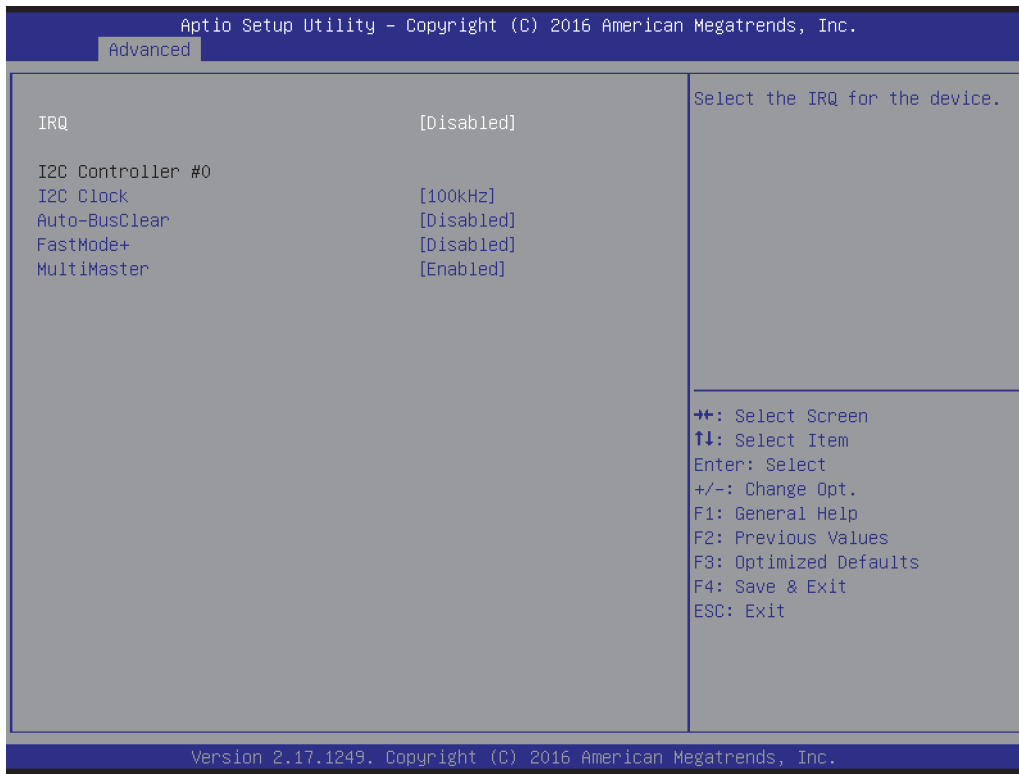 Aptio Setup Utility – Copyright (C) 2016 American Megatrends, Inc.
Advanced
IRQ [Disabled]
I2C Controller #0
I2C Clock [100kHz]
Auto-BusClear [Disabled]
FastMode+ [Disabled]
MultiMaster [Enabled]
Select the IRQ for the device.
→←: Select Screen
↑↓: Select Item
Enter: Select
+/-: Change Opt.
F1: General Help
F2: Previous Values
F3: Optimized Defaults
F4: Save & Exit
ESC: Exit
Version 2.17.1249. Copyright (C) 2016 American Megatrends, Inc.